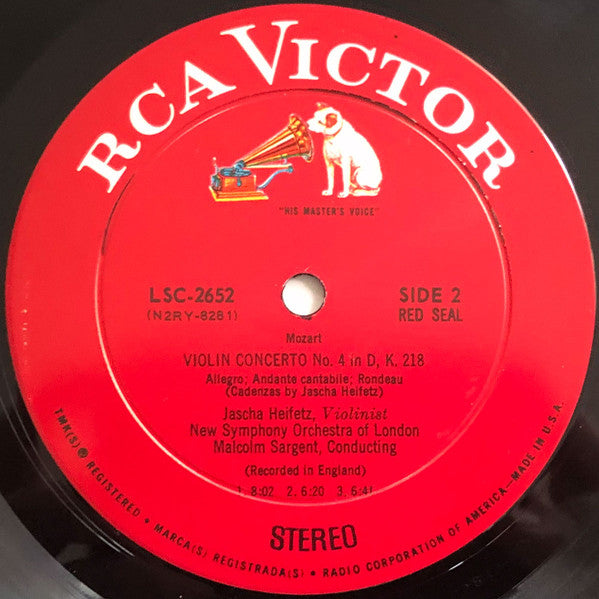 RCA VICTOR
"HIS MASTER'S VOICE"
LSC-2652
(N2RY-8281)
SIDE 2
RED SEAL
Mozart
VIOLIN CONCERTO No. 4 in D, K. 218
Allegro; Andante cantabile; Rondeau
(Cadenzas by Jascha Heifetz)
Jascha Heifetz, Violinist
New Symphony Orchestra of London
Malcolm Sargent, Conducting
(Recorded in England)
1. 8:02 2. 6:20 3. 6:41
STEREO
TMK(S) ® REGISTERED • MARCA(S) REGISTRADA(S) • RADIO CORPORATION OF AMERICA—MADE IN U.S.A.